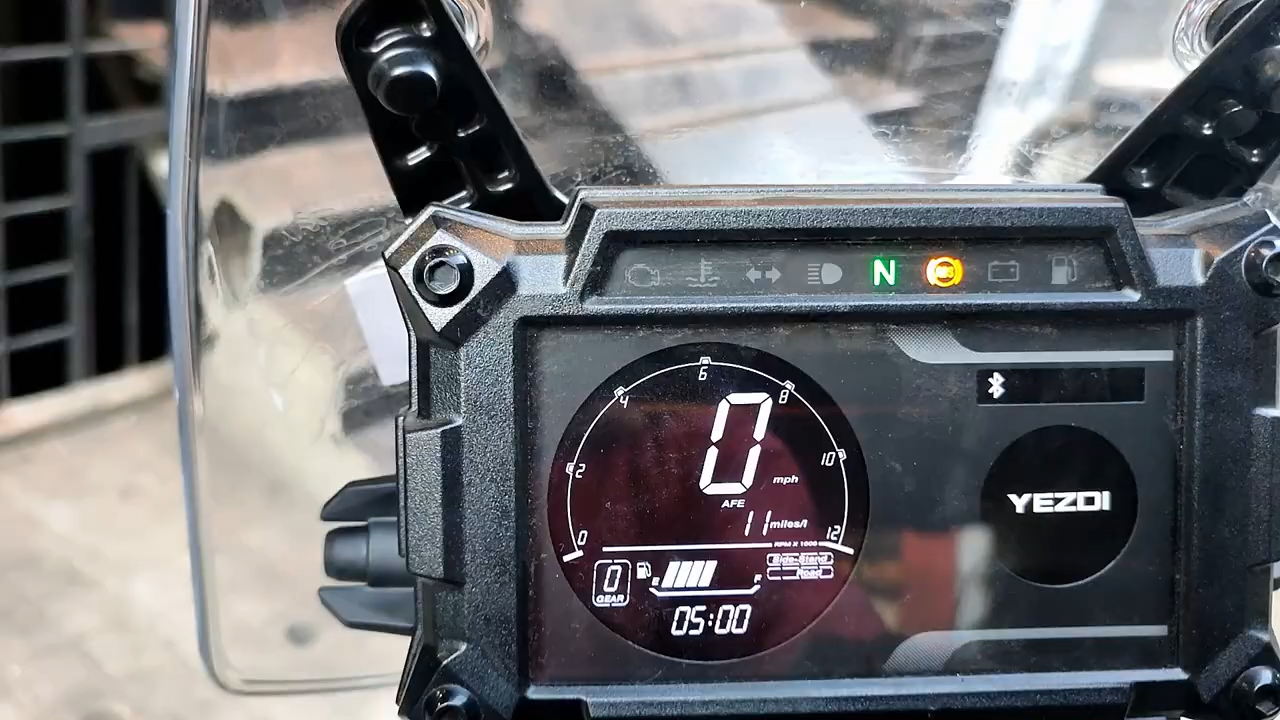 N ABS
6
4 8
2 10
0 12
0
mph
AFE
11 miles/l
RPM X 1000
Side-Stand
Road
0
GEAR
E F
05:00
YEZDI